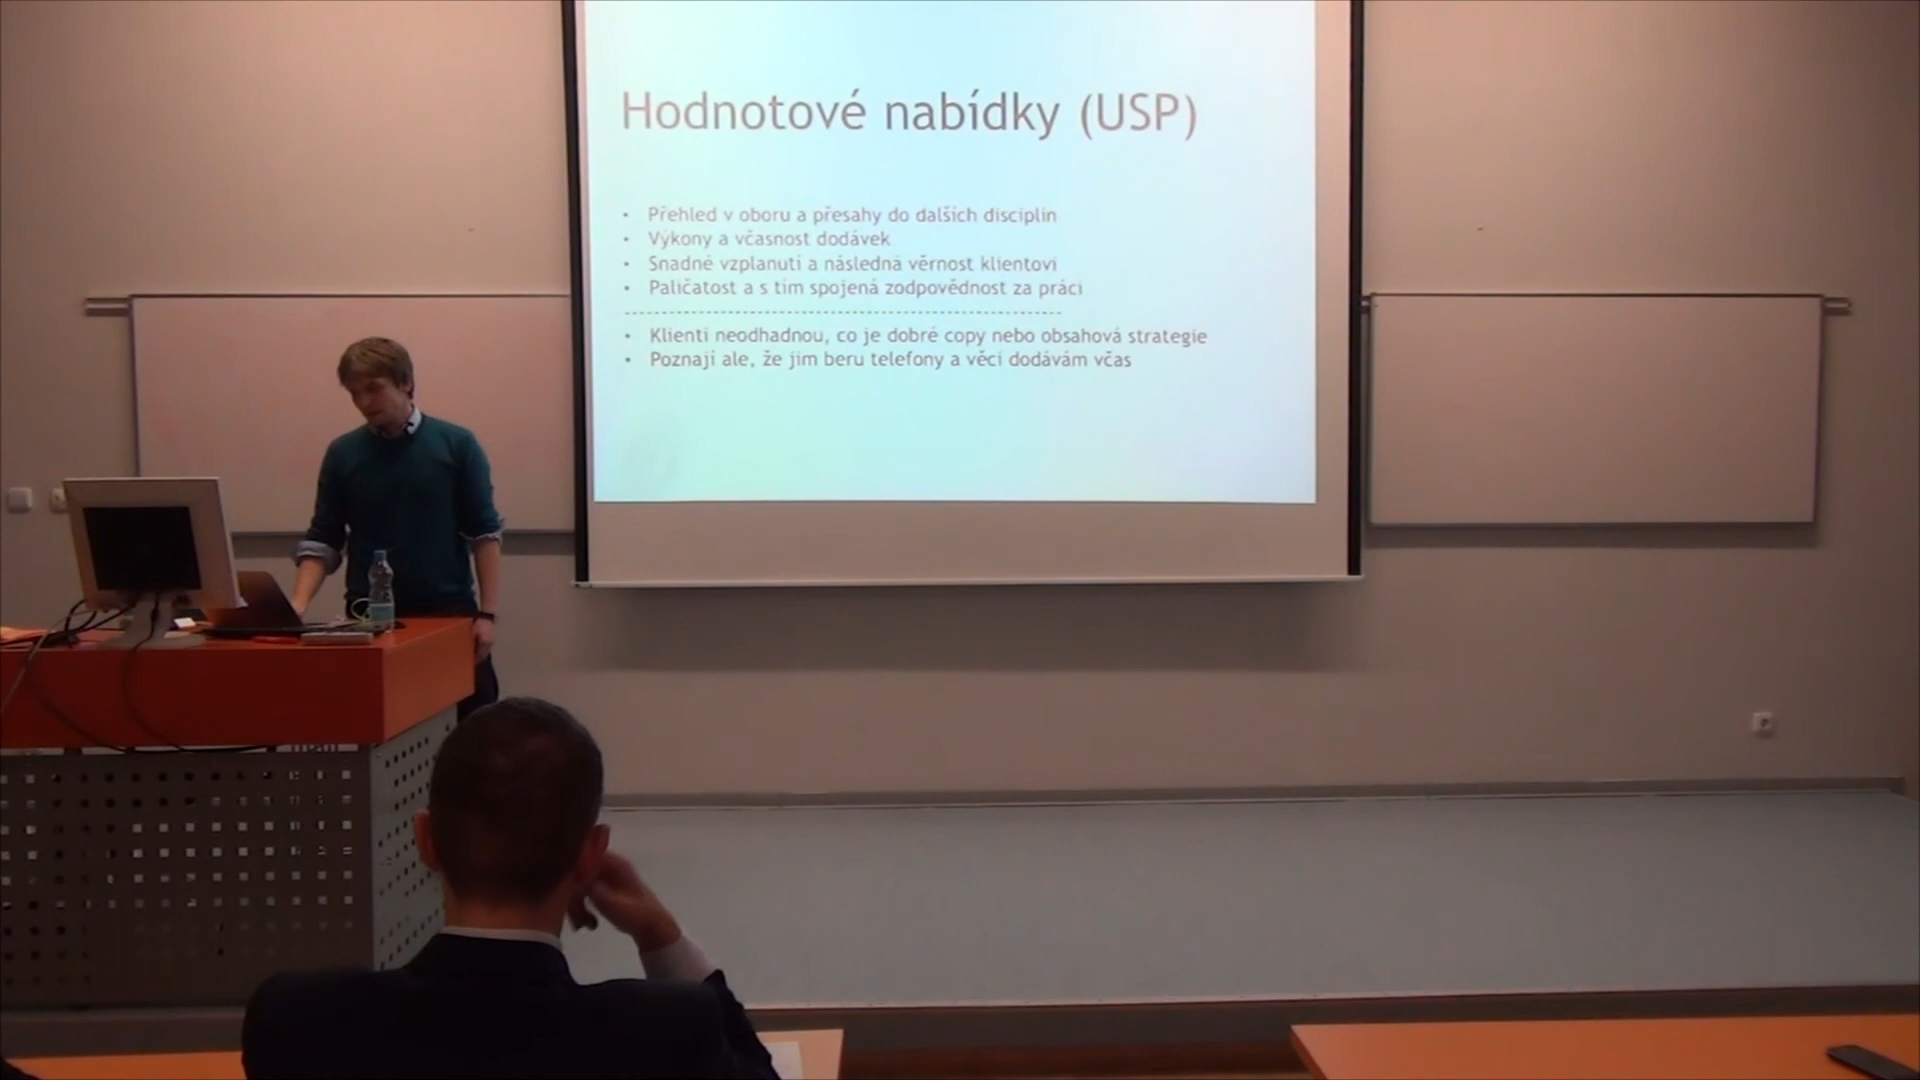 Hodnotové nabídky (USP)
• Přehled v oboru a přesahy do dalších disciplin
• Výkony a včasnost dodávek
• Snadné vzplanutí a následná věrnost klientovi
• Paličatost a s tím spojená zodpovědnost za práci
• Klienti neodhadnou, co je dobré copy nebo obsahová strategie
• Poznají ale, že jim beru telefony a věci dodávám včas